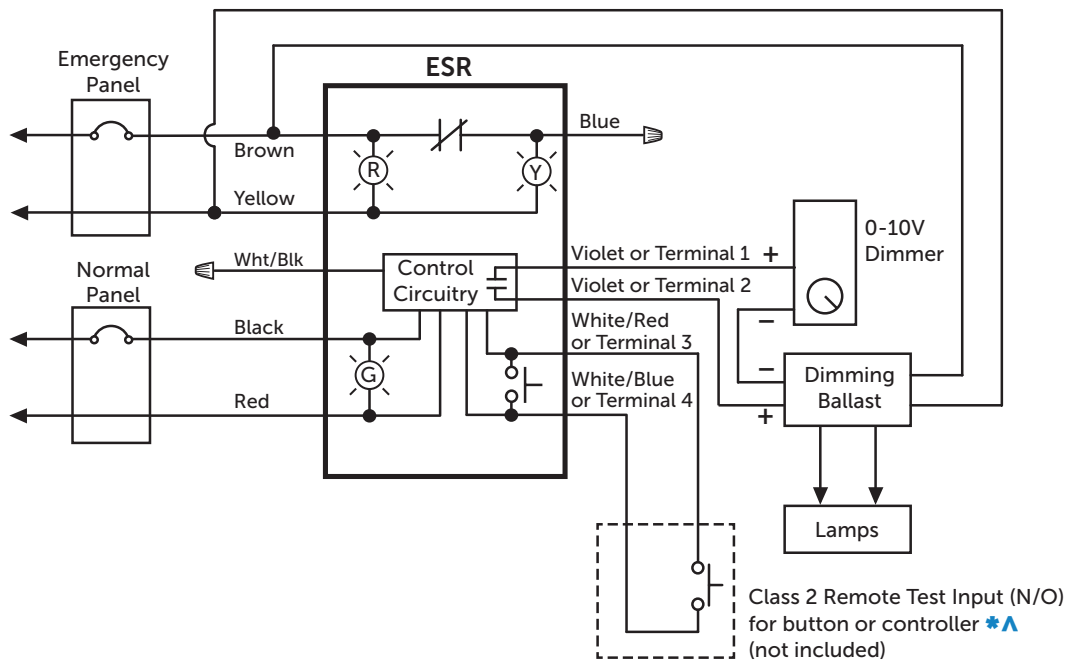 Emergency
Panel
ESR
Blue
Brown
R
Y
Yellow
Normal
Panel
Wht/Blk
Control
Circuitry
Violet or Terminal 1
+
0-10V
Dimmer
Violet or Terminal 2
−
Black
White/Red
or Terminal 3
G
White/Blue
or Terminal 4
−
Dimming
Ballast
+
Red
Lamps
Class 2 Remote Test Input (N/O)
for button or controller *Λ
(not included)